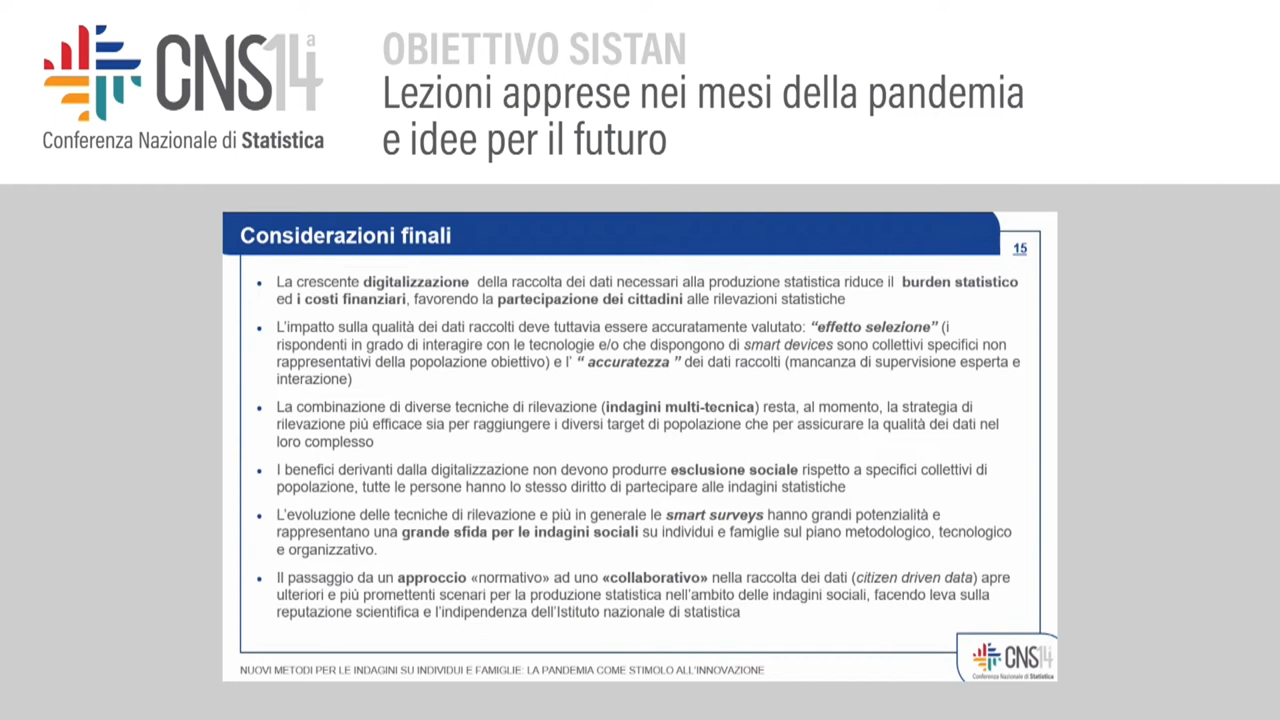 CNS14ª
Conferenza Nazionale di Statistica
OBIETTIVO SISTAN
Lezioni apprese nei mesi della pandemia
e idee per il futuro
Considerazioni finali
15
• La crescente digitalizzazione della raccolta dei dati necessari alla produzione statistica riduce il burden statistico
ed i costi finanziari, favorendo la partecipazione dei cittadini alle rilevazioni statistiche
• L'impatto sulla qualità dei dati raccolti deve tuttavia essere accuratamente valutato: “effetto selezione” (i
rispondenti in grado di interagire con le tecnologie e/o che dispongono di smart devices sono collettivi specifici non
rappresentativi della popolazione obiettivo) e l' “ accuratezza ” dei dati raccolti (mancanza di supervisione esperta e
interazione)
• La combinazione di diverse tecniche di rilevazione (indagini multi-tecnica) resta, al momento, la strategia di
rilevazione più efficace sia per raggiungere i diversi target di popolazione che per assicurare la qualità dei dati nel
loro complesso
• I benefici derivanti dalla digitalizzazione non devono produrre esclusione sociale rispetto a specifici collettivi di
popolazione, tutte le persone hanno lo stesso diritto di partecipare alle indagini statistiche
• L'evoluzione delle tecniche di rilevazione e più in generale le smart surveys hanno grandi potenzialità e
rappresentano una grande sfida per le indagini sociali su individui e famiglie sul piano metodologico, tecnologico
e organizzativo.
• Il passaggio da un approccio «normativo» ad uno «collaborativo» nella raccolta dei dati (citizen driven data) apre
ulteriori e più promettenti scenari per la produzione statistica nell'ambito delle indagini sociali, facendo leva sulla
reputazione scientifica e l'indipendenza dell'Istituto nazionale di statistica
NUOVI METODI PER LE INDAGINI SU INDIVIDUI E FAMIGLIE: LA PANDEMIA COME STIMOLO ALL'INNOVAZIONE
CNS14ª
Conferenza Nazionale di Statistica